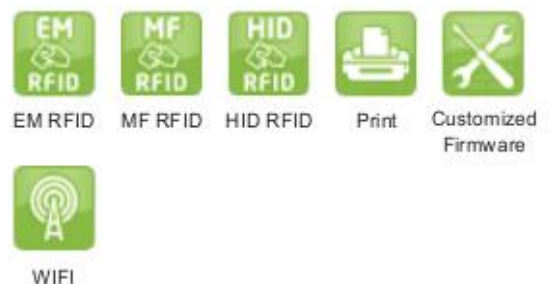 EM
RFID
MF
RFID
HID
RFID
EM RFID
MF RFID
HID RFID
Print
Customized
Firmware
WIFI